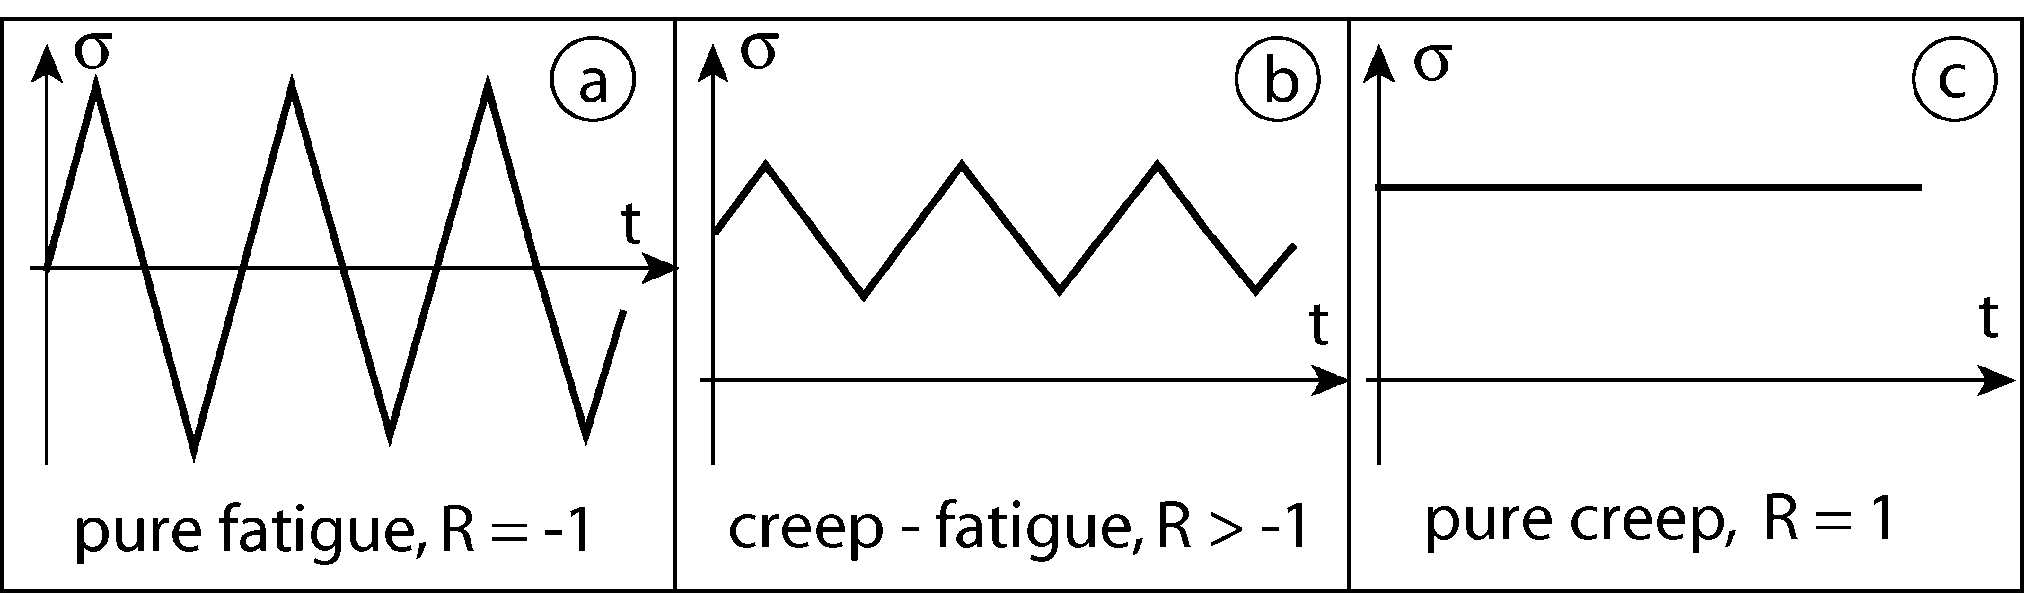 σ
a
t
pure fatigue, R = -1
σ
b
t
creep - fatigue, R > -1
σ
c
t
pure creep, R = 1